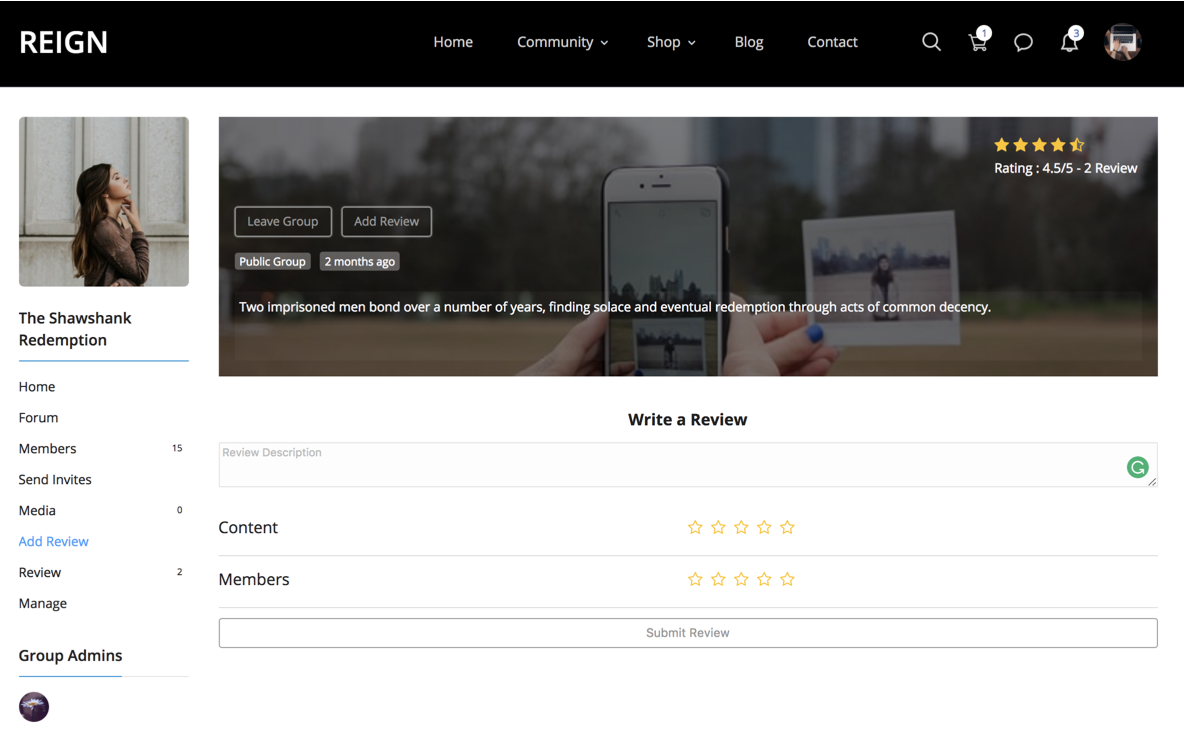 REIGN
Home Community Shop Blog Contact
1
3
Rating : 4.5/5 - 2 Review
Leave Group Add Review
Public Group 2 months ago
Two imprisoned men bond over a number of years, finding solace and eventual redemption through acts of common decency.
The Shawshank
Redemption
Home
Forum
Members 15
Send Invites
Media 0
Add Review
Review 2
Manage
Group Admins
Write a Review
Review Description
Content
Members
Submit Review